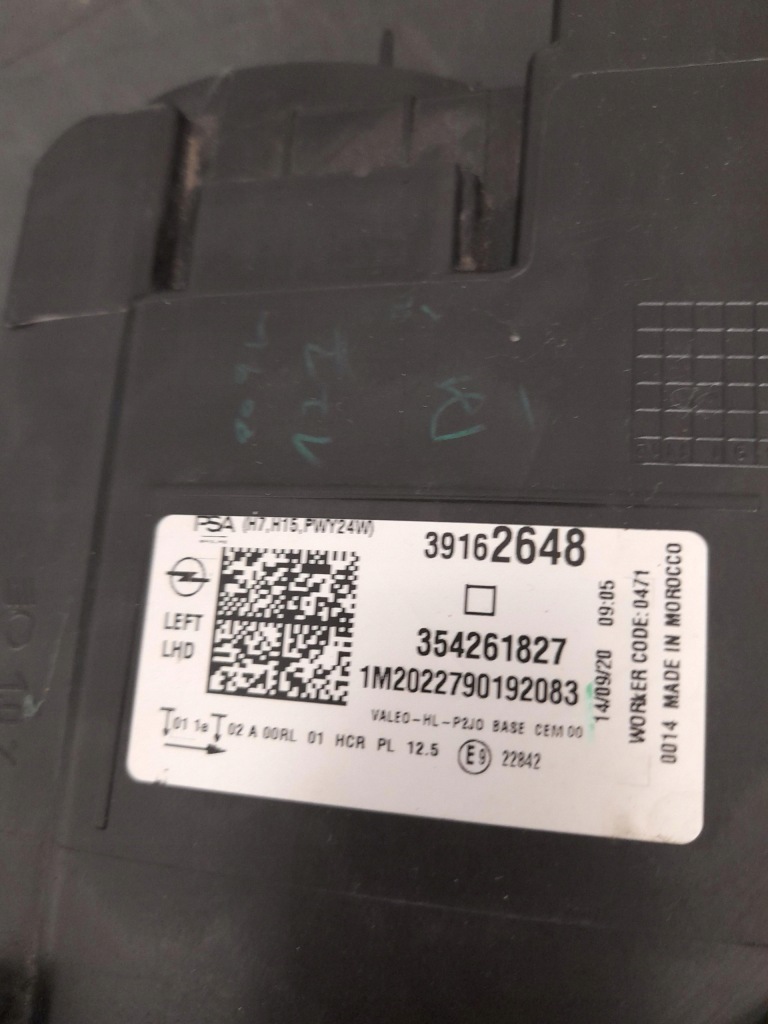 PSA (H7,H15,PWY24W)
39162648
LEFT
LHD
354261827
1M2022790192083
VALEO-HL-P2JO BASE CEM 00
01 1a 02 A 00RL 01 HCR PL 12.5 E9 22842
14/09/20 09:05
WORKER CODE: 0471
0014 MADE IN MOROCCO